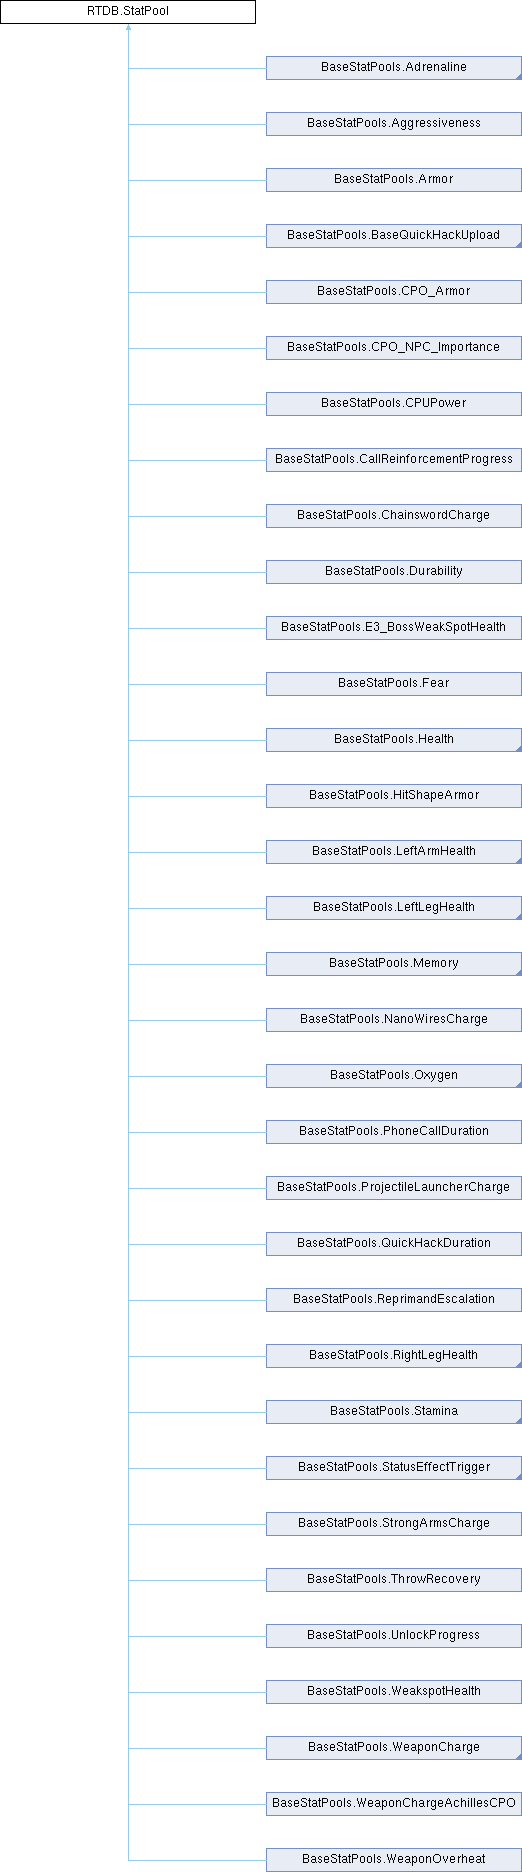 RTDB.StatPool
BaseStatPools.Adrenaline
BaseStatPools.Aggressiveness
BaseStatPools.Armor
BaseStatPools.BaseQuickHackUpload
BaseStatPools.CPO_Armor
BaseStatPools.CPO_NPC_Importance
BaseStatPools.CPUPower
BaseStatPools.CallReinforcementProgress
BaseStatPools.ChainswordCharge
BaseStatPools.Durability
BaseStatPools.E3_BossWeakSpotHealth
BaseStatPools.Fear
BaseStatPools.Health
BaseStatPools.HitShapeArmor
BaseStatPools.LeftArmHealth
BaseStatPools.LeftLegHealth
BaseStatPools.Memory
BaseStatPools.NanoWiresCharge
BaseStatPools.Oxygen
BaseStatPools.PhoneCallDuration
BaseStatPools.ProjectileLauncherCharge
BaseStatPools.QuickHackDuration
BaseStatPools.ReprimandEscalation
BaseStatPools.RightLegHealth
BaseStatPools.Stamina
BaseStatPools.StatusEffectTrigger
BaseStatPools.StrongArmsCharge
BaseStatPools.ThrowRecovery
BaseStatPools.UnlockProgress
BaseStatPools.WeakspotHealth
BaseStatPools.WeaponCharge
BaseStatPools.WeaponChargeAchillesCPO
BaseStatPools.WeaponOverheat